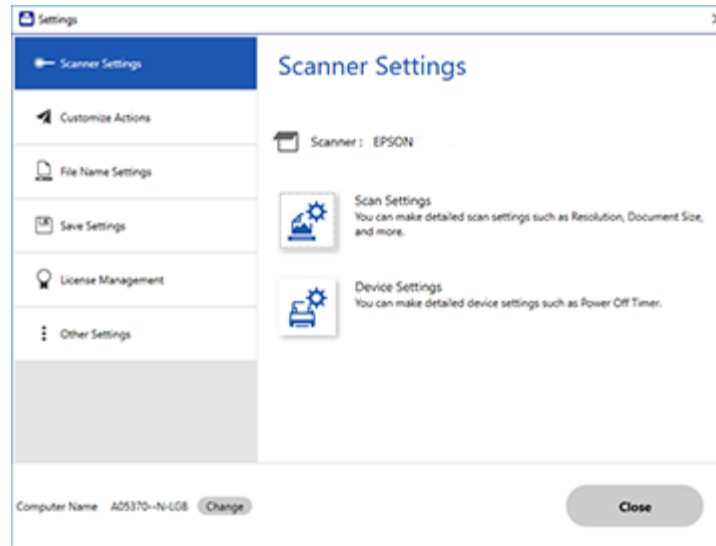 Settings
Scanner Settings
Customize Actions
File Name Settings
Save Settings
License Management
Other Settings
Scanner Settings
Scanner : EPSON
Scan Settings
You can make detailed scan settings such as Resolution, Document Size,
and more.
Device Settings
You can make detailed device settings such as Power Off Timer.
Computer Name A05370--N-LGB Change
Close